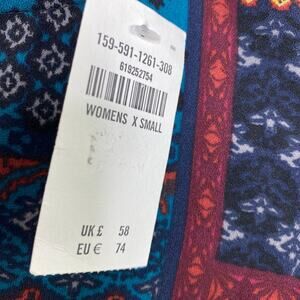 159-591-1261-308
619252754
WOMENS X SMALL
UK £ 58
EU € 74